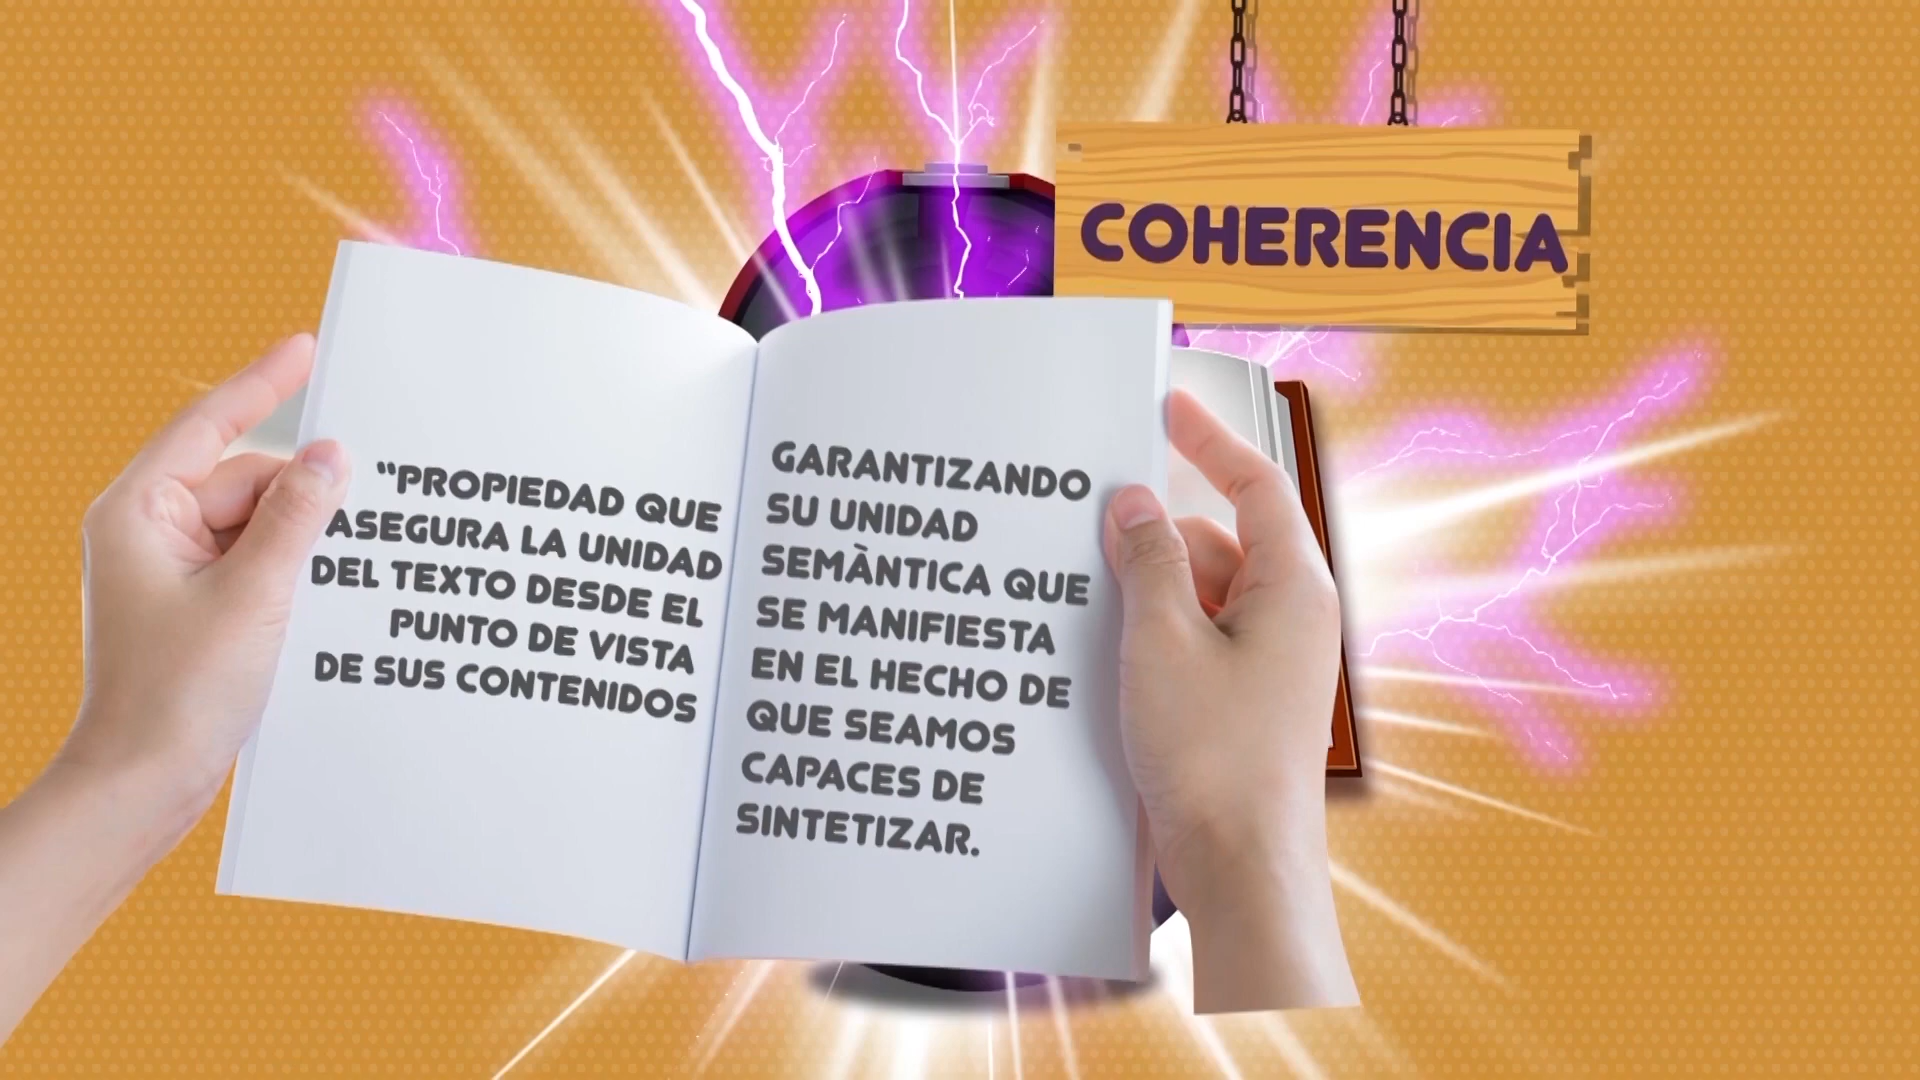 COHERENCIA
"PROPIEDAD QUE
ASEGURA LA UNIDAD
DEL TEXTO DESDE EL
PUNTO DE VISTA
DE SUS CONTENIDOS
GARANTIZANDO
SU UNIDAD
SEMÀNTICA QUE
SE MANIFIESTA
EN EL HECHO DE
QUE SEAMOS
CAPACES DE
SINTETIZAR.